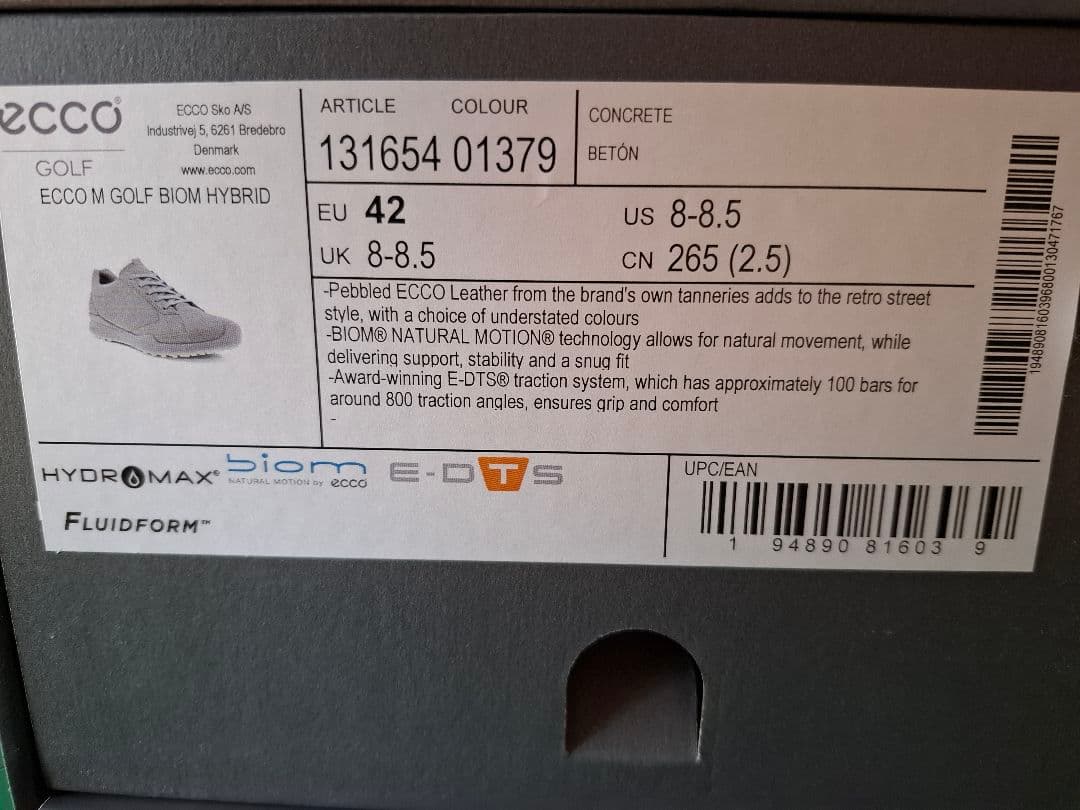 ecco®
GOLF
ECCO Sko A/S
Industrivej 5, 6261 Bredebro
Denmark
www.ecco.com
ECCO M GOLF BIOM HYBRID
ARTICLE COLOUR
131654 01379
CONCRETE
BETÓN
EU 42
US 8-8.5
UK 8-8.5
CN 265 (2.5)
-Pebbled ECCO Leather from the brand's own tanneries adds to the retro street
style, with a choice of understated colours
-BIOM® NATURAL MOTION® technology allows for natural movement, while
delivering support, stability and a snug fit
-Award-winning E-DTS® traction system, which has approximately 100 bars for
around 800 traction angles, ensures grip and comfort
-
19489081603968001304717​67
HYDROMAX®
biom
NATURAL MOTION by ecco
E-DTS
FLUIDFORM™
UPC/EAN
1 94890 81603 9